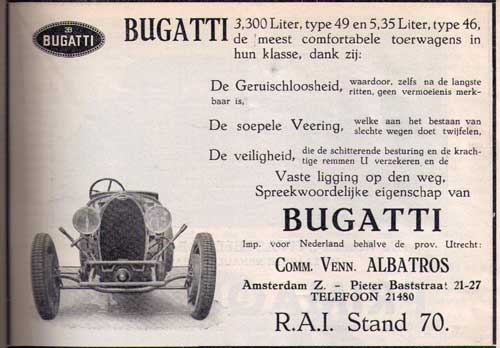 EB
BUGATTI
BUGATTI 3,300 Liter, type 49 en 5,35 Liter, type 46,
de meest comfortabele toerwagens in
hun klasse, dank zij:
De Geruischloosheid, waardoor, zelfs na de langste
ritten, geen vermoeienis merk-
baar is,
De soepele Veering, welke aan het bestaan van
slechte wegen doet twijfelen,
De veiligheid, die de schitterende besturing en de krach-
tige remmen U verzekeren en de
Vaste ligging op den weg,
Spreekwoordelijke eigenschap van
BUGATTI
Imp. voor Nederland behalve de prov. Utrecht:
COMM. VENN. ALBATROS
Amsterdam Z. - Pieter Baststraat 21-27
TELEFOON 21480
R.A.I. Stand 70.